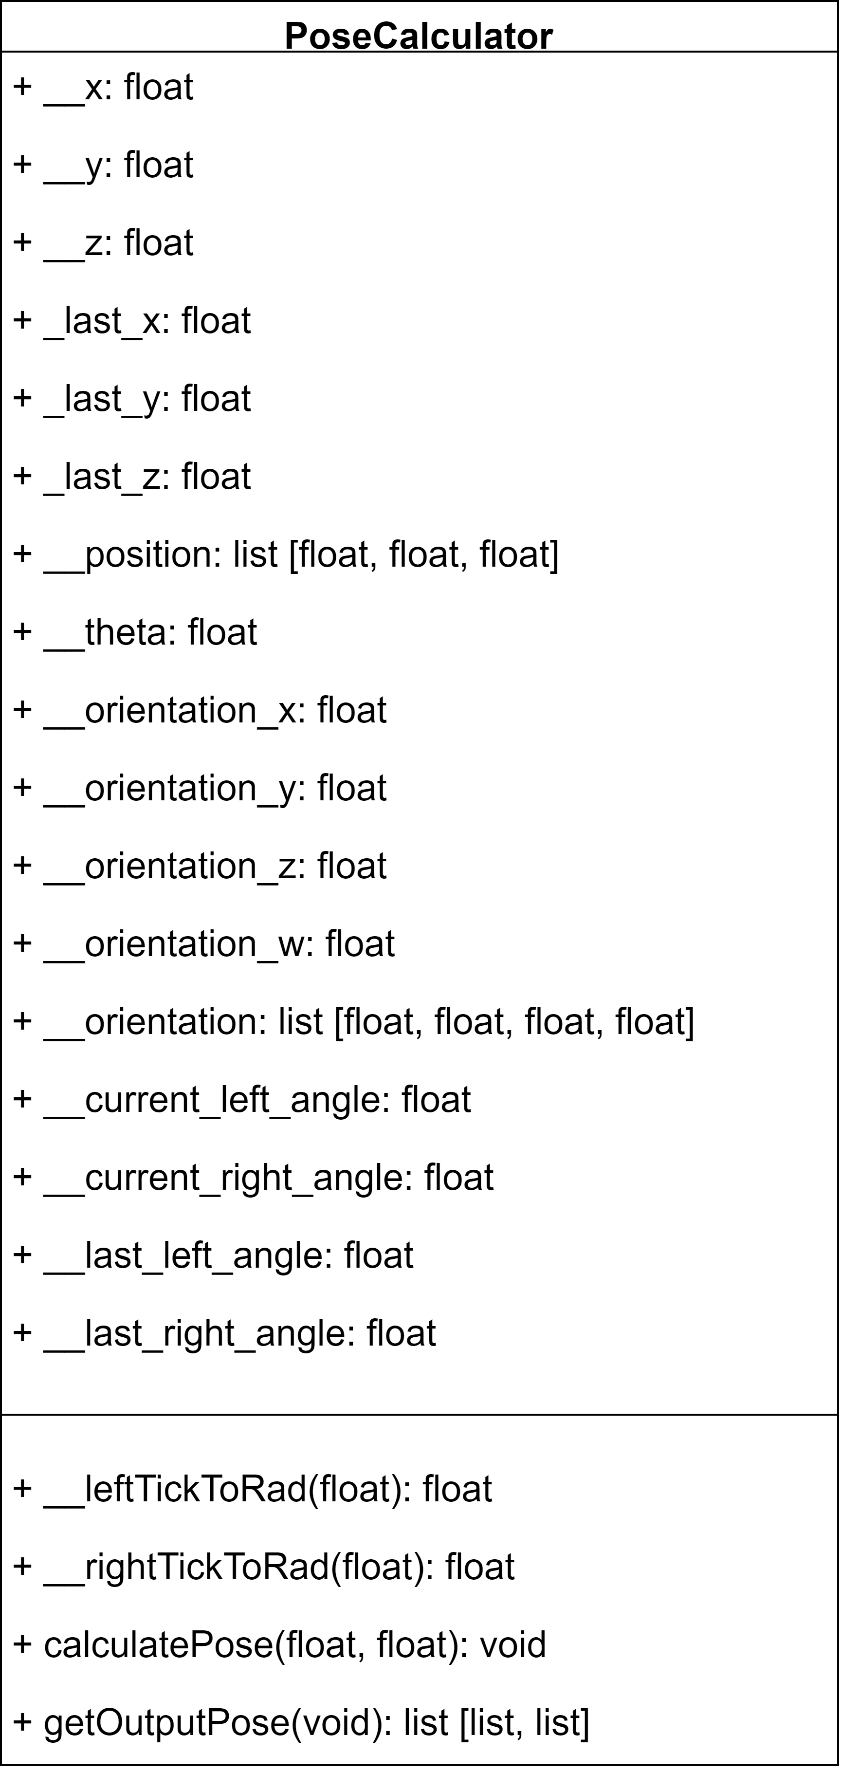 PoseCalculator
+ __x: float
+ __y: float
+ __z: float
+ _last_x: float
+ _last_y: float
+ _last_z: float
+ __position: list [float, float, float]
+ __theta: float
+ __orientation_x: float
+ __orientation_y: float
+ __orientation_z: float
+ __orientation_w: float
+ __orientation: list [float, float, float, float]
+ __current_left_angle: float
+ __current_right_angle: float
+ __last_left_angle: float
+ __last_right_angle: float
+ __leftTickToRad(float): float
+ __rightTickToRad(float): float
+ calculatePose(float, float): void
+ getOutputPose(void): list [list, list]